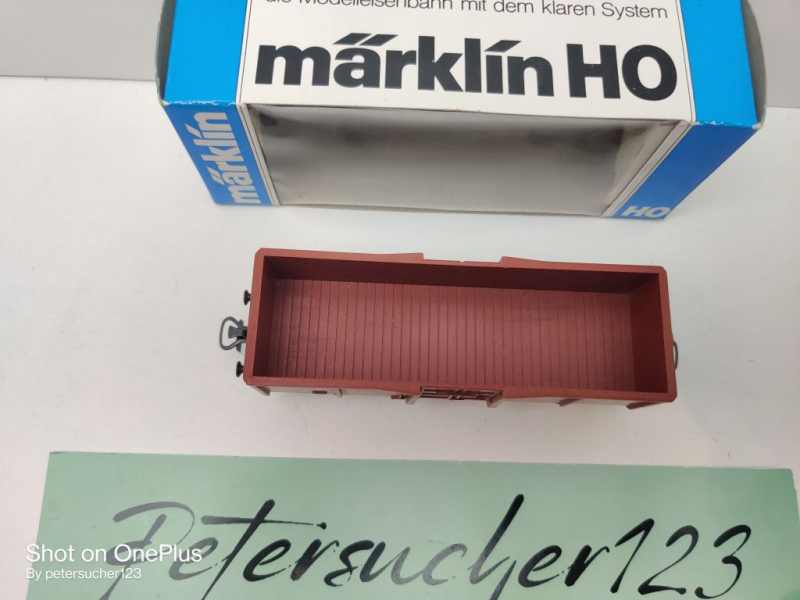 die Modelleisenbahn mit dem klaren System
märklin HO
märklin
HO
Petersucher123
Shot on OnePlus
By petersucher123